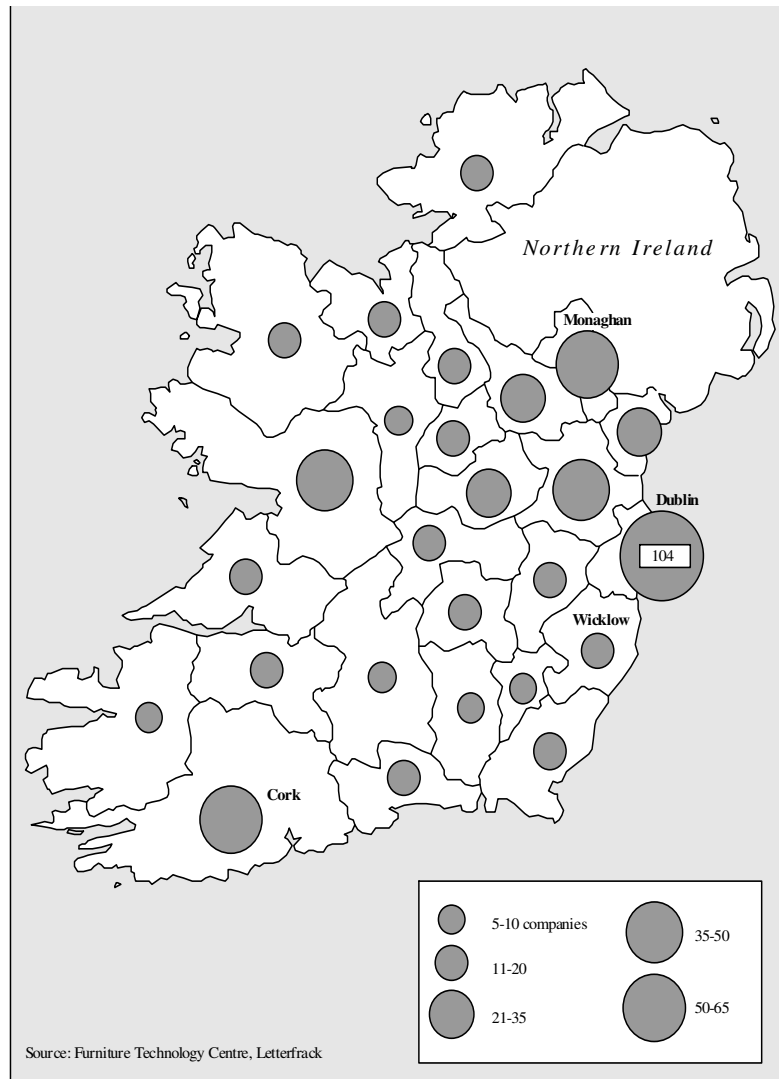 Northern Ireland
Monaghan
Dublin
104
Wicklow
Cork
5-10 companies
11-20
21-35
35-50
50-65
Source: Furniture Technology Centre, Letterfrack